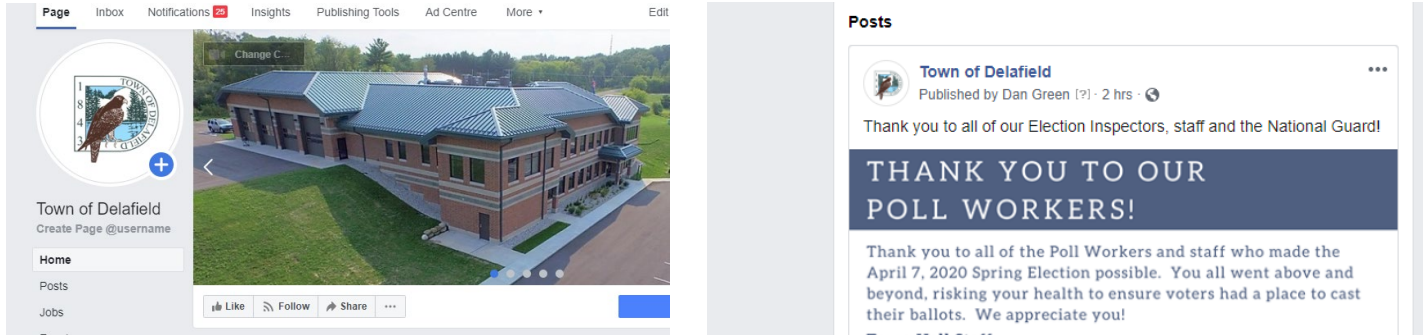 Page Inbox Notifications 25 Insights Publishing Tools Ad Centre More Edit
Change C...
1843
TOWN OF DELAFIELD
Town of Delafield
Create Page @username
Home
Posts
Jobs
Like Follow Share ...
Posts
Town of Delafield
Published by Dan Green [?] · 2 hrs ·
Thank you to all of our Election Inspectors, staff and the National Guard!
THANK YOU TO OUR
POLL WORKERS!
Thank you to all of the Poll Workers and staff who made the
April 7, 2020 Spring Election possible. You all went above and
beyond, risking your health to ensure voters had a place to cast
their ballots. We appreciate you!